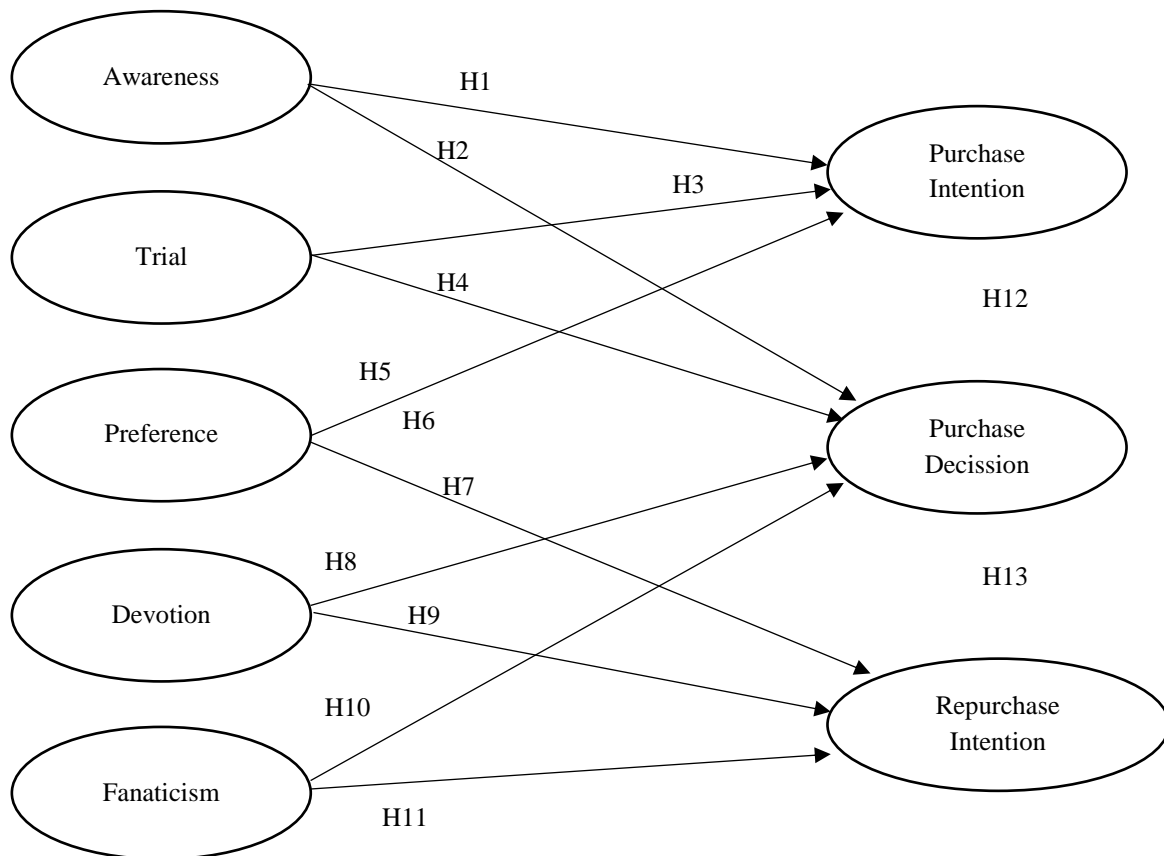 Awareness
H1
Purchase
Intention
H2
H3
Trial
H4
H12
H5
H6
Preference
Purchase
Decission
H7
H8
H13
Devotion
H9
H10
Repurchase
Intention
Fanaticism
H11